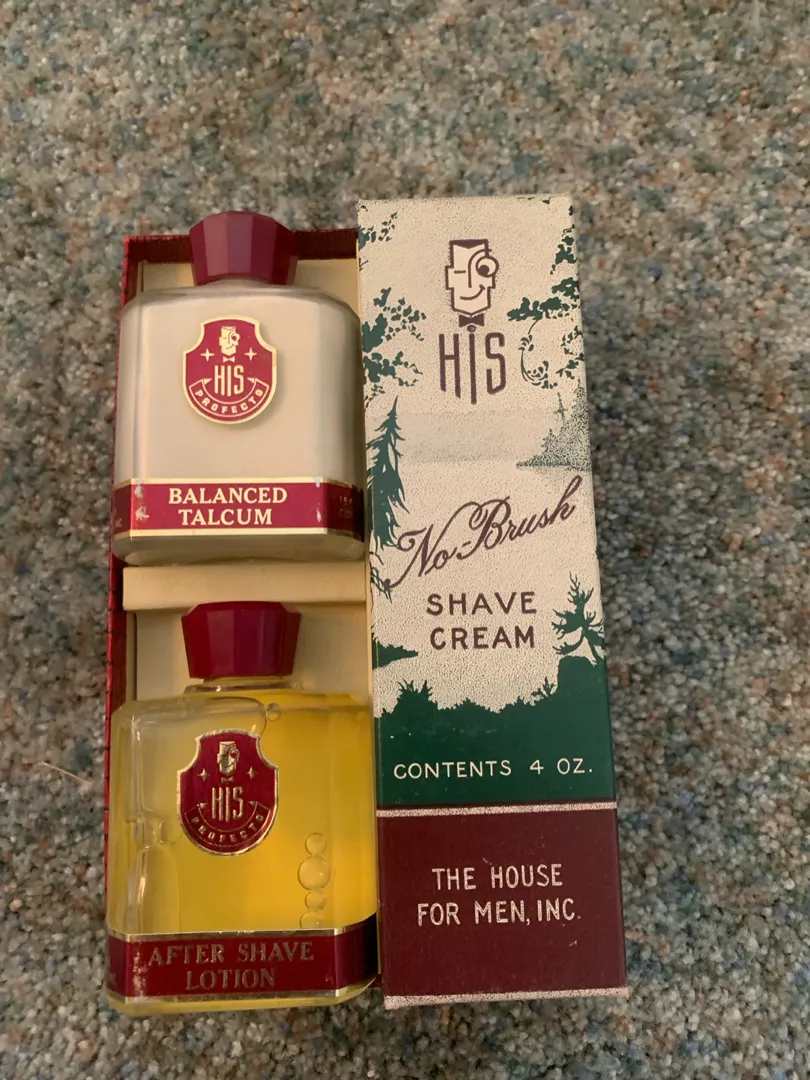 HIS
PROFECTO
BALANCED
TALCUM
HIS
PROFECTO
AFTER SHAVE
LOTION
HIS
No-Brush
SHAVE
CREAM
CONTENTS 4 OZ.
THE HOUSE
FOR MEN, INC.